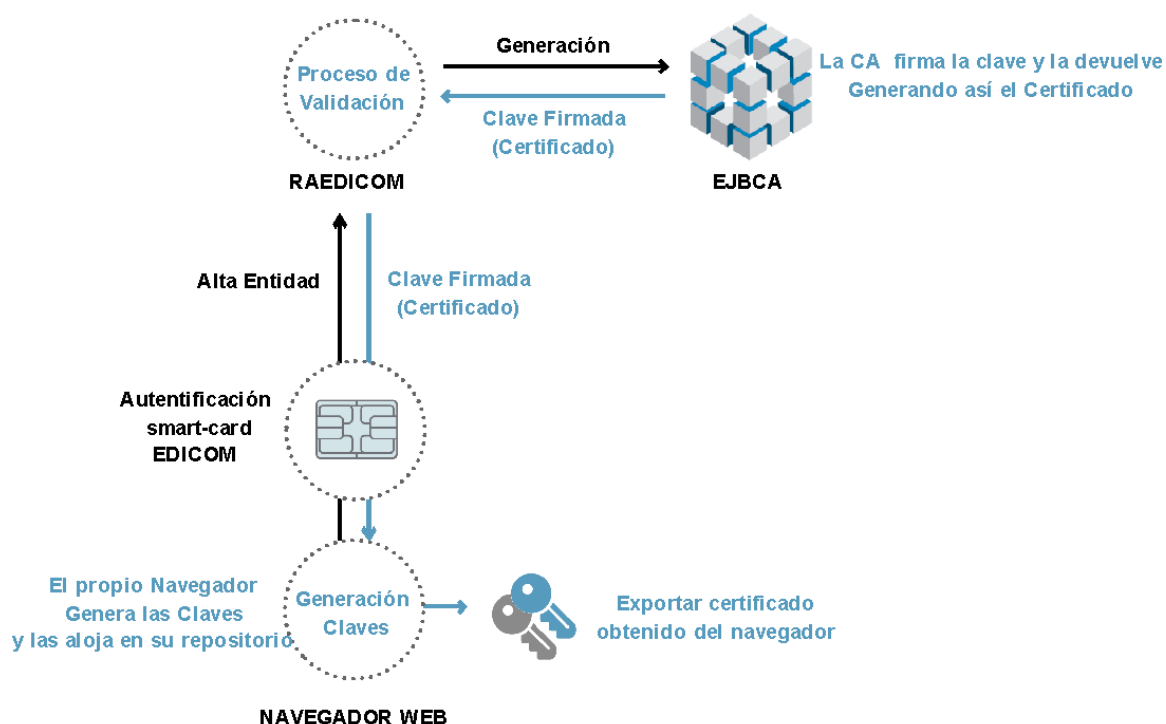 Generación
Proceso de
Validación
La CA firma la clave y la devuelve
Generando así el Certificado
Clave Firmada
(Certificado)
RAEDICOM
EJBCA
Alta Entidad
Clave Firmada
(Certificado)
Autentificación
smart-card
EDICOM
El propio Navegador
Genera las Claves
y las aloja en su repositorio
Generación
Claves
Exportar certificado
obtenido del navegador
NAVEGADOR WEB